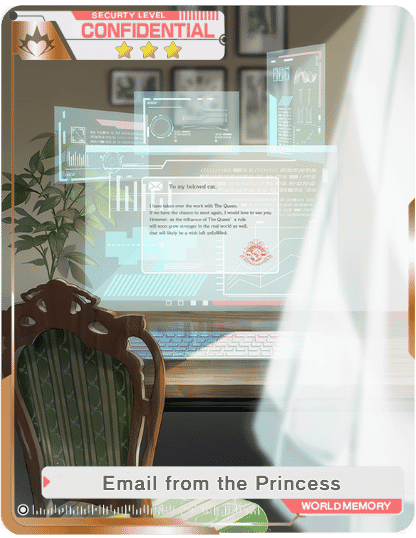 SECURTY LEVEL
CONFIDENTIAL
To my beloved cat,
I have taken over the work with The Queen.
If we have the chance to meet again, I would love to see you.
However, as the influence of The Queen's rule
will soon grow stronger in the real world as well,
that will likely be a wish left unfulfilled.
Email from the Princess
WORLD MEMORY